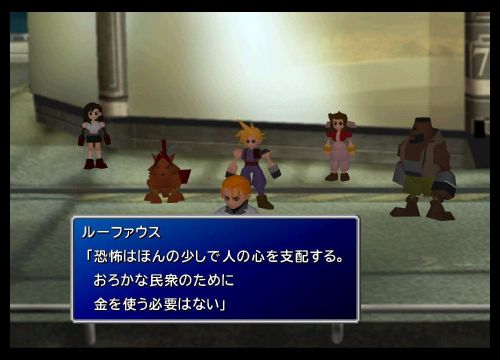 ルーファウス
「恐怖はほんの少しで人の心を支配する。
おろかな民衆のために
金を使う必要はない」
7